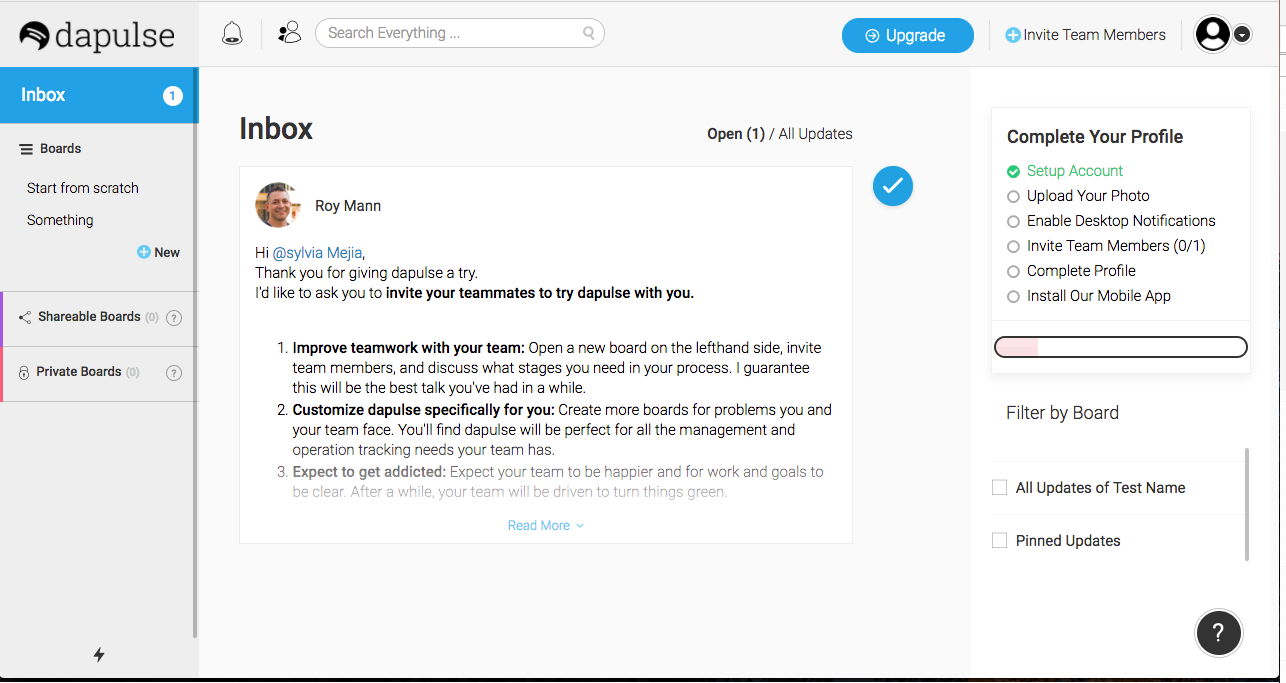 dapulse
Search Everything ...
Upgrade
Invite Team Members
Inbox
1
Boards
Start from scratch
Something
New
Shareable Boards (0) ?
Private Boards (0) ?
Inbox
Open (1) / All Updates
Roy Mann
Hi @sylvia Mejia,
Thank you for giving dapulse a try.
I'd like to ask you to invite your teammates to try dapulse with you.
1. Improve teamwork with your team: Open a new board on the lefthand side, invite
team members, and discuss what stages you need in your process. I guarantee
this will be the best talk you've had in a while.
2. Customize dapulse specifically for you: Create more boards for problems you and
your team face. You'll find dapulse will be perfect for all the management and
operation tracking needs your team has.
3. Expect to get addicted: Expect your team to be happier and for work and goals to
be clear. After a while, your team will be driven to turn things green.
Read More
Complete Your Profile
Setup Account
Upload Your Photo
Enable Desktop Notifications
Invite Team Members (0/1)
Complete Profile
Install Our Mobile App
Filter by Board
All Updates of Test Name
Pinned Updates
?